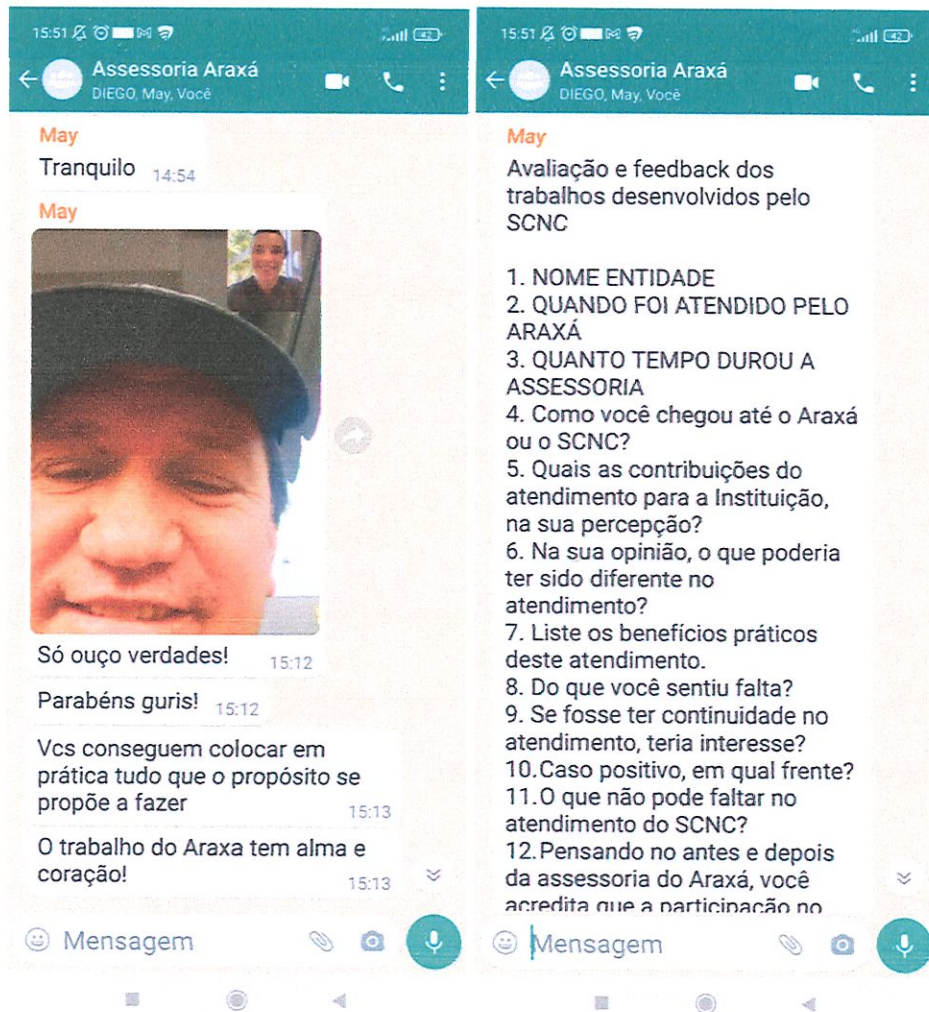 15:51
42
Assessoria Araxá
DIEGO, May, Você
May
Tranquilo 14:54
May
Só ouço verdades! 15:12
Parabéns guris! 15:12
Vcs conseguem colocar em
prática tudo que o propósito se
propõe a fazer 15:13
O trabalho do Araxa tem alma e
coração! 15:13
Mensagem
15:51
42
Assessoria Araxá
DIEGO, May, Você
May
Avaliação e feedback dos
trabalhos desenvolvidos pelo
SCNC
1. NOME ENTIDADE
2. QUANDO FOI ATENDIDO PELO
ARAXÁ
3. QUANTO TEMPO DUROU A
ASSESSORIA
4. Como você chegou até o Araxá
ou o SCNC?
5. Quais as contribuições do
atendimento para a Instituição,
na sua percepção?
6. Na sua opinião, o que poderia
ter sido diferente no
atendimento?
7. Liste os benefícios práticos
deste atendimento.
8. Do que você sentiu falta?
9. Se fosse ter continuidade no
atendimento, teria interesse?
10.Caso positivo, em qual frente?
11.O que não pode faltar no
atendimento do SCNC?
12.Pensando no antes e depois
da assessoria do Araxá, você
acredita que a participação no
Mensagem